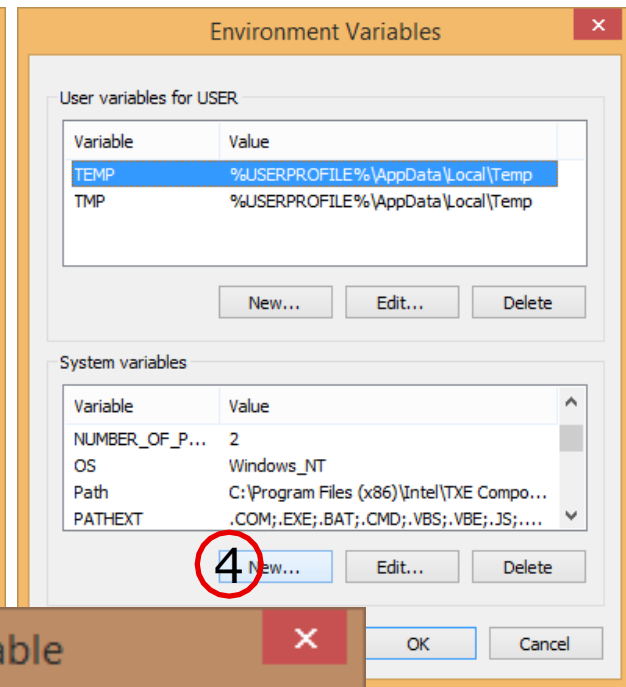 Environment Variables
User variables for USER
Variable Value
TEMP %USERPROFILE%\AppData\Local\Temp
TMP %USERPROFILE%\AppData\Local\Temp
New... Edit... Delete
System variables
Variable Value
NUMBER_OF_P... 2
OS Windows_NT
Path C:\Program Files (x86)\Intel\TXE Compo...
PATHEXT .COM;.EXE;.BAT;.CMD;.VBS;.VBE;.JS;....
4 New... Edit... Delete
able
OK Cancel